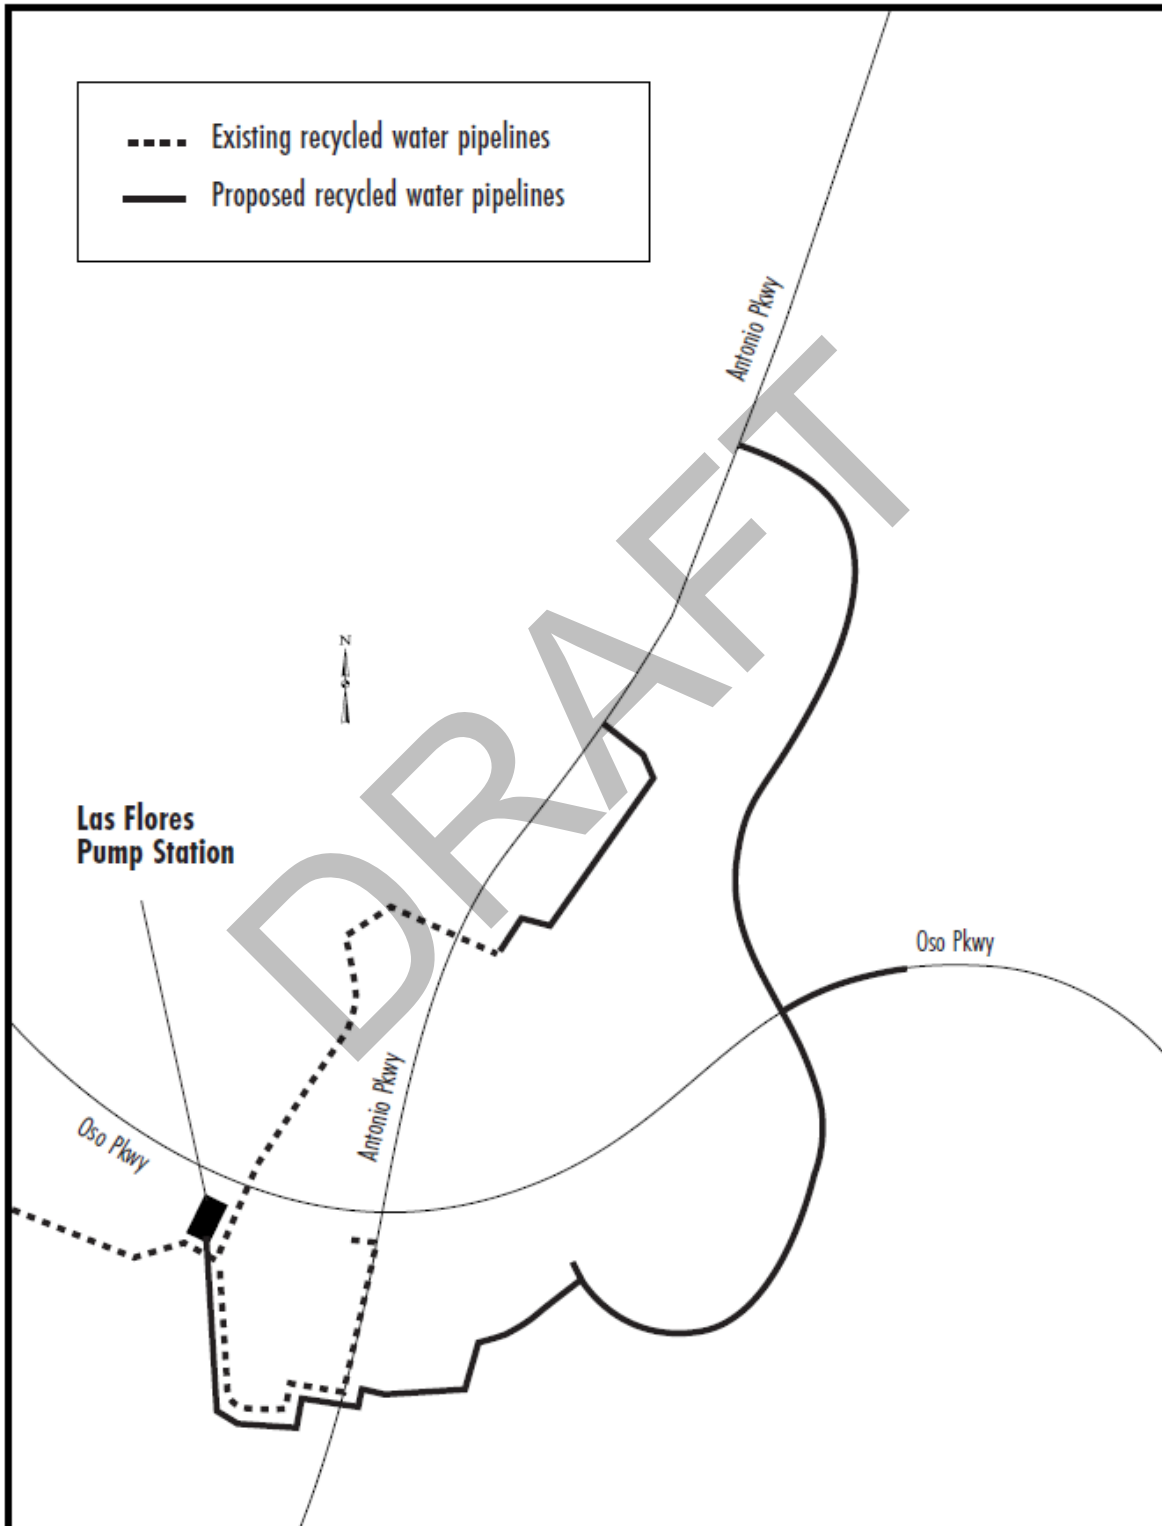 Existing recycled water pipelines
Proposed recycled water pipelines
Antonio Pkwy
DRAFT
N
Las Flores
Pump Station
Oso Pkwy
Antonio Pkwy
Oso Pkwy